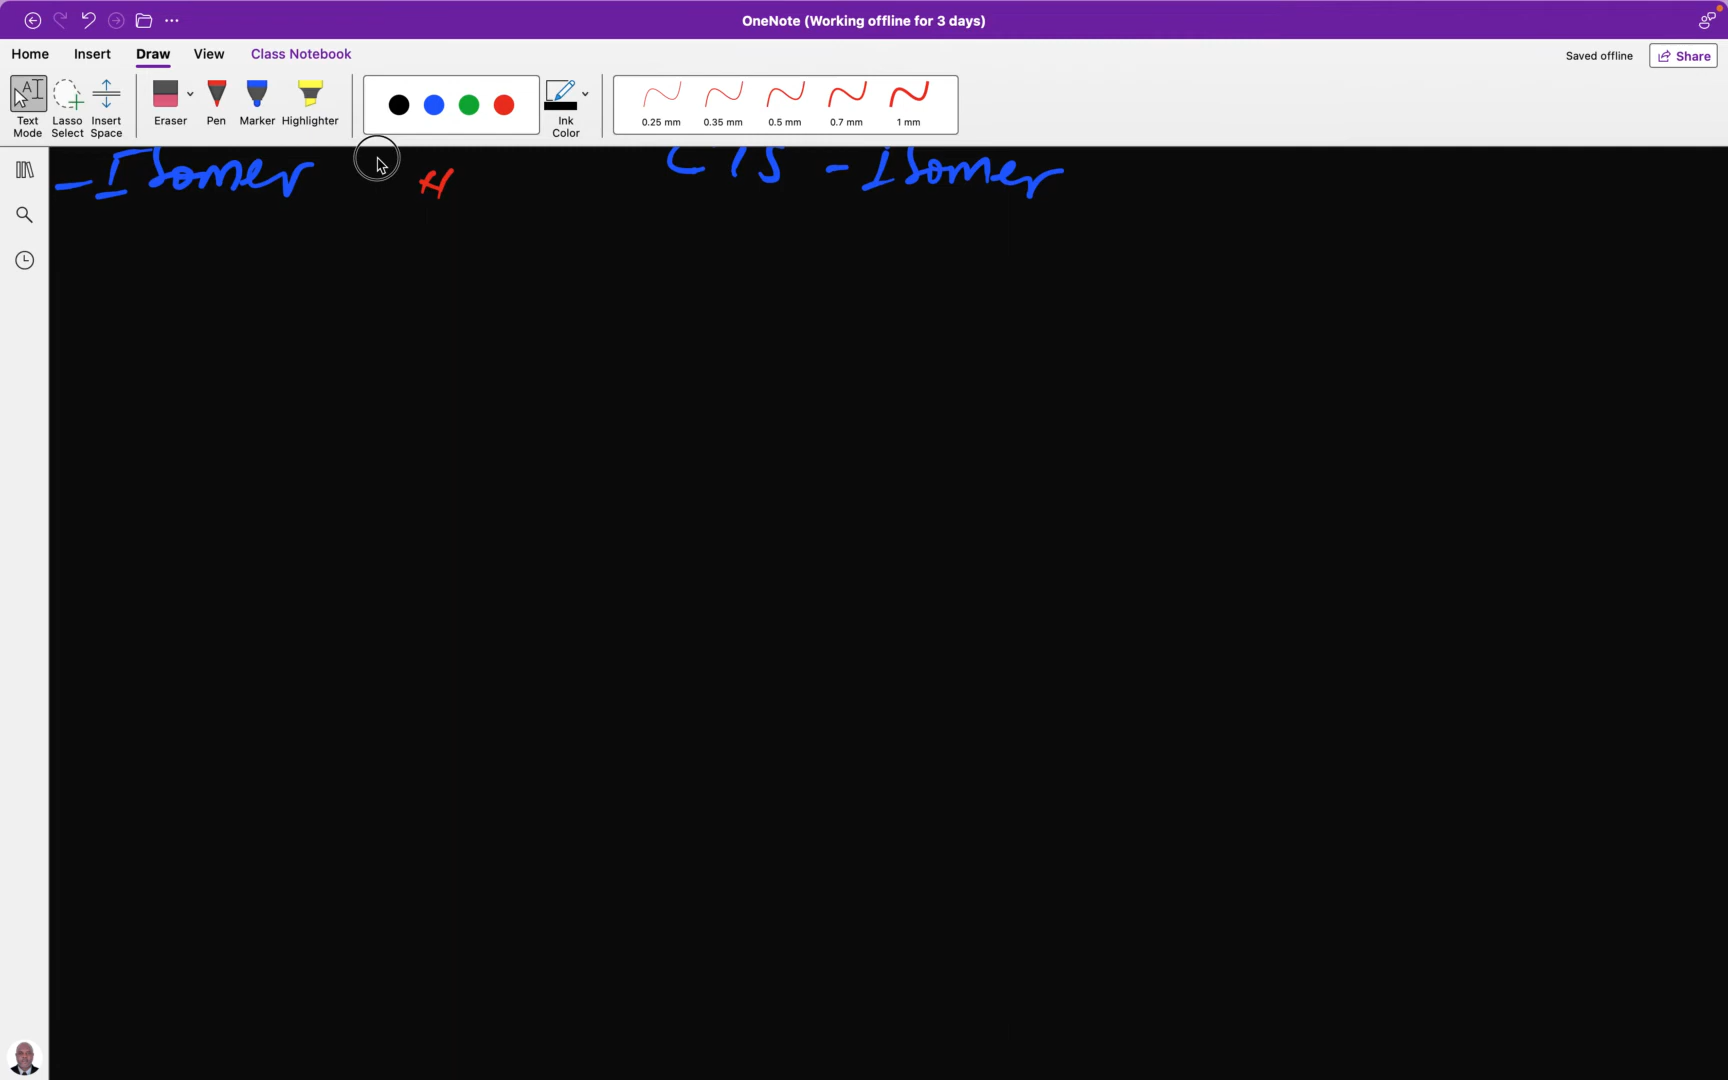 OneNote (Working offline for 3 days)
Home Insert Draw View Class Notebook
Saved offline Share
Text Mode
Lasso Select
Insert Space
Eraser
Pen
Marker
Highlighter
Ink Color
0.25 mm
0.35 mm
0.5 mm
0.7 mm
1 mm
- Isomer H CIS - Isomer